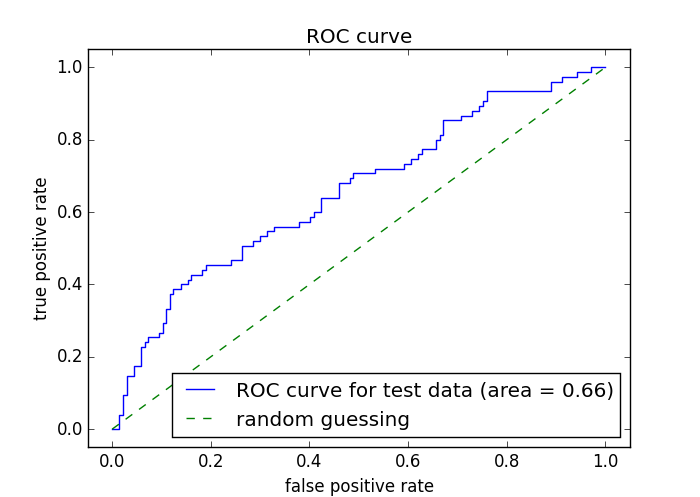 ROC curve
1.0
0.8
0.6
0.4
0.2
0.0
true positive rate
ROC curve for test data (area = 0.66)
random guessing
0.0 0.2 0.4 0.6 0.8 1.0
false positive rate